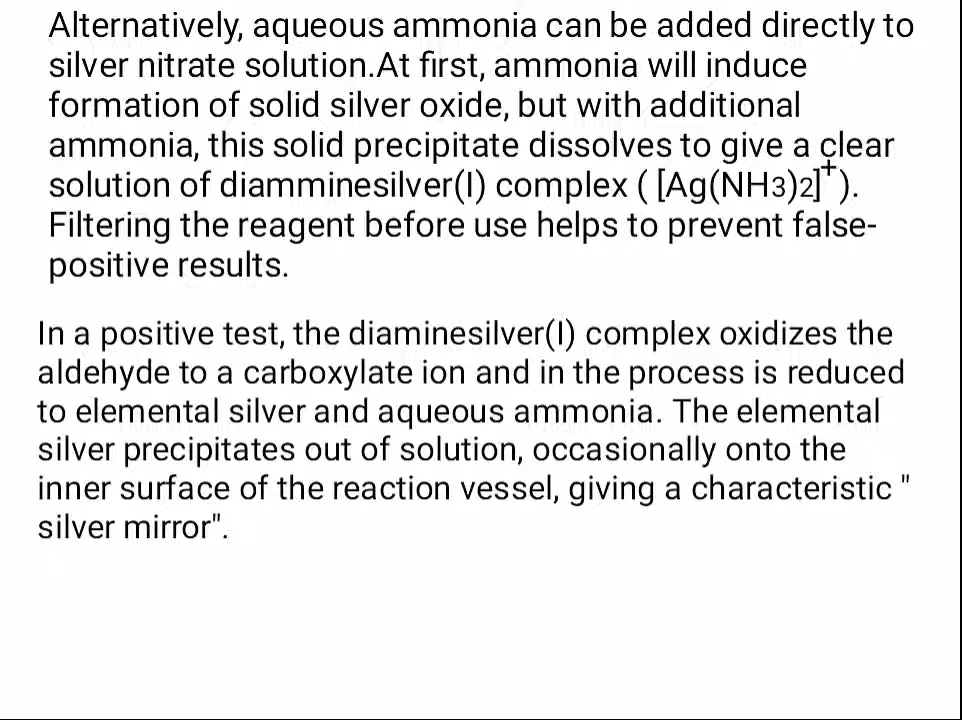 Alternatively, aqueous ammonia can be added directly to
silver nitrate solution.At first, ammonia will induce
formation of solid silver oxide, but with additional
ammonia, this solid precipitate dissolves to give a clear
solution of diamminesilver(I) complex ( [Ag(NH3)2]⁺).
Filtering the reagent before use helps to prevent false-
positive results.
In a positive test, the diaminesilver(I) complex oxidizes the
aldehyde to a carboxylate ion and in the process is reduced
to elemental silver and aqueous ammonia. The elemental
silver precipitates out of solution, occasionally onto the
inner surface of the reaction vessel, giving a characteristic "
silver mirror".